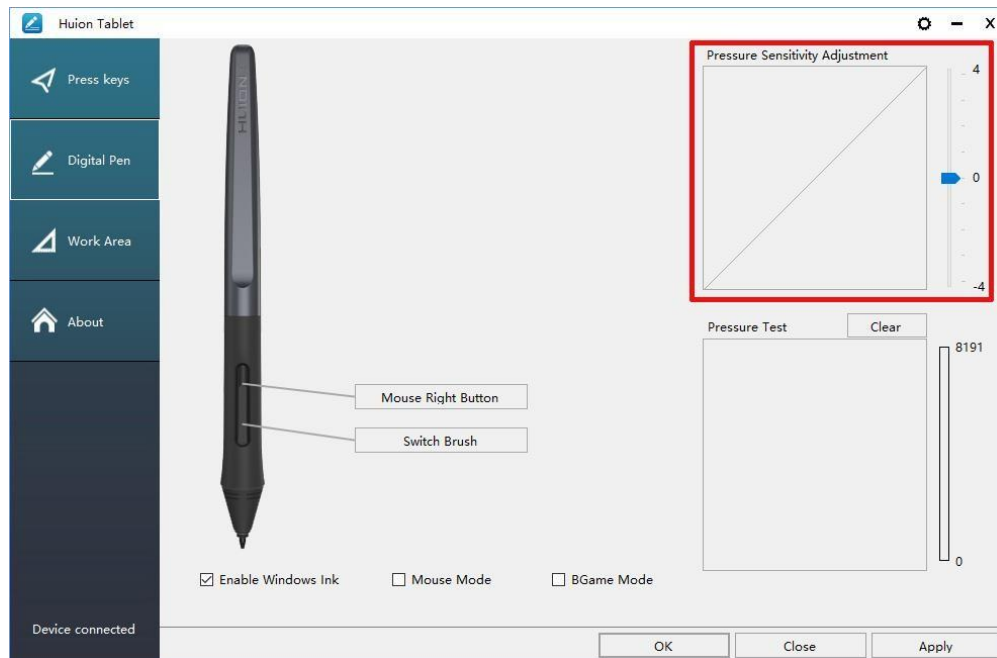 Huion Tablet
Press keys
Digital Pen
Work Area
About
Device connected
HUION
Mouse Right Button
Switch Brush
Enable Windows Ink
Mouse Mode
BGame Mode
Pressure Sensitivity Adjustment
4
0
-4
Pressure Test
Clear
8191
0
OK
Close
Apply